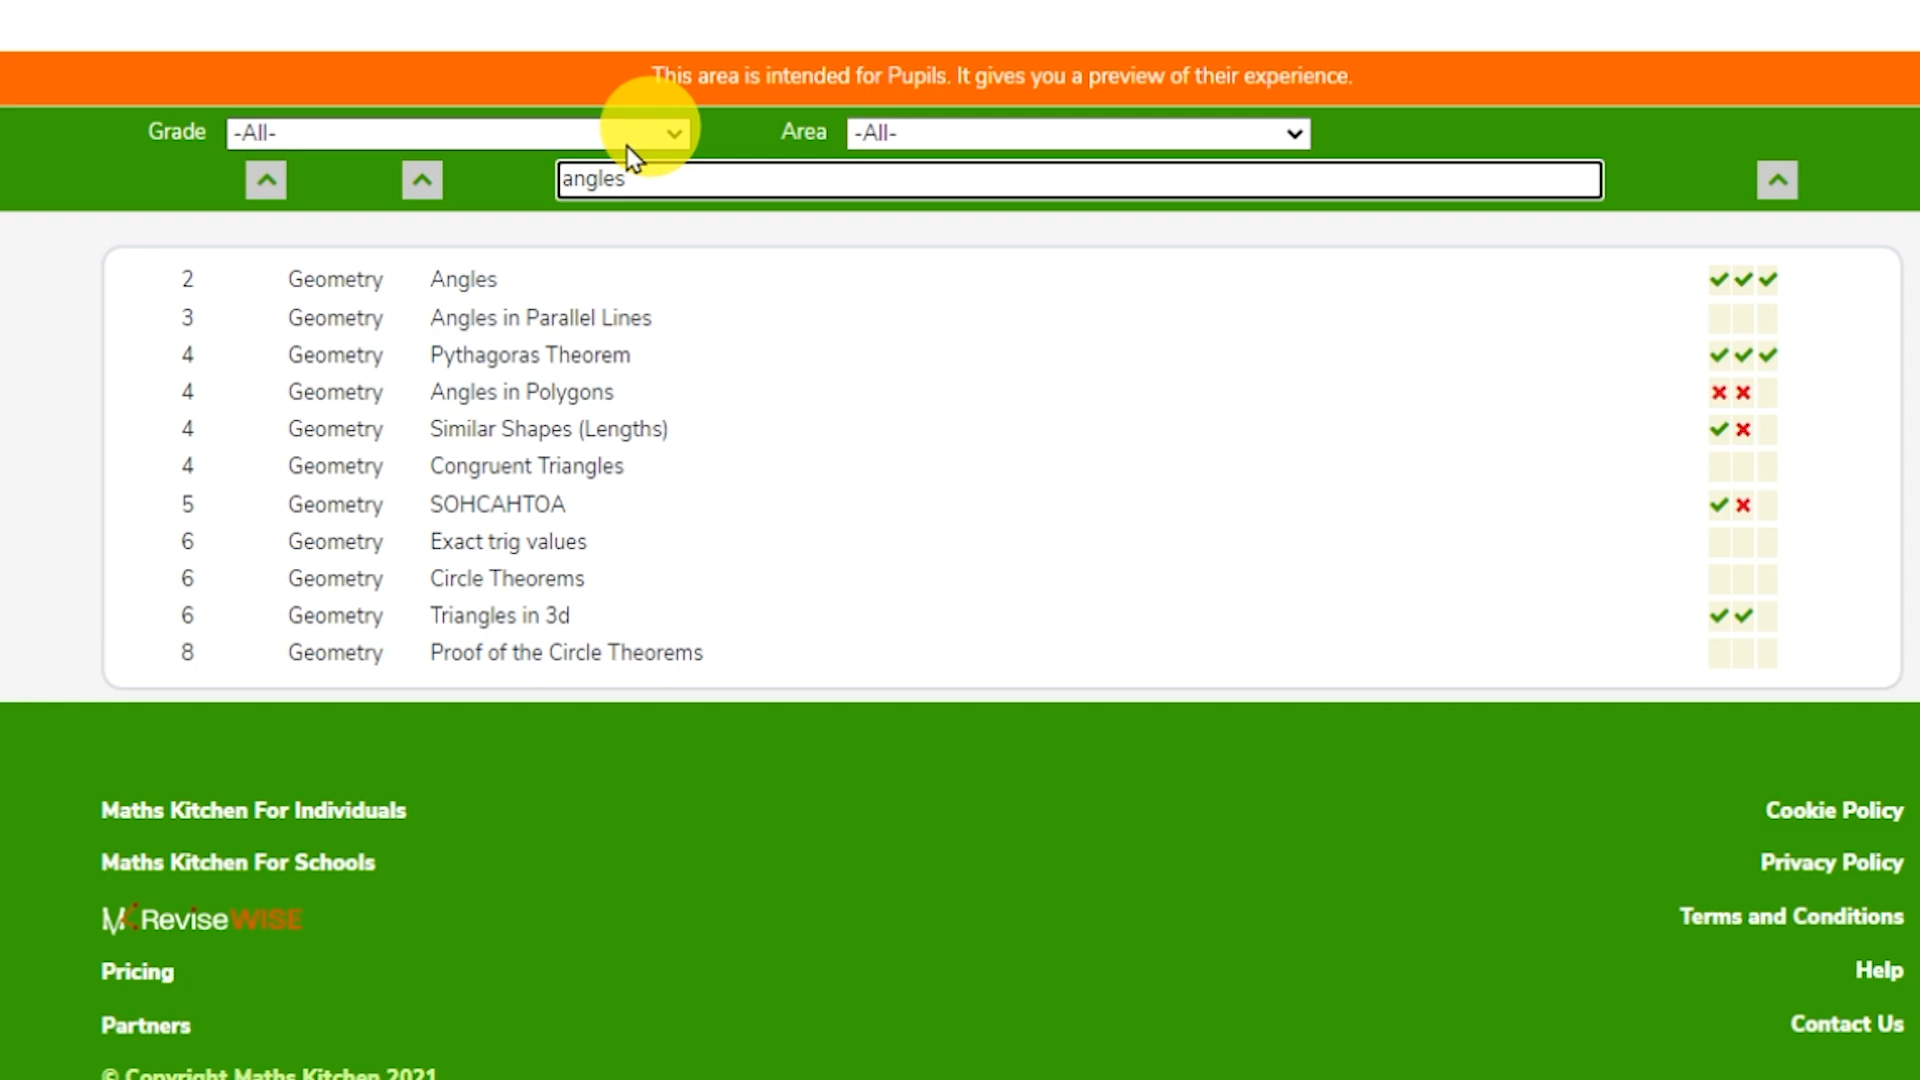 This area is intended for Pupils. It gives you a preview of their experience.
Grade -All- Area -All-
angles
2 Geometry Angles
3 Geometry Angles in Parallel Lines
4 Geometry Pythagoras Theorem
4 Geometry Angles in Polygons
4 Geometry Similar Shapes (Lengths)
4 Geometry Congruent Triangles
5 Geometry SOHCAHTOA
6 Geometry Exact trig values
6 Geometry Circle Theorems
6 Geometry Triangles in 3d
8 Geometry Proof of the Circle Theorems
Maths Kitchen For Individuals
Maths Kitchen For Schools
MK ReviseWISE
Pricing
Partners
© Copyright Maths Kitchen 2021
Cookie Policy
Privacy Policy
Terms and Conditions
Help
Contact Us